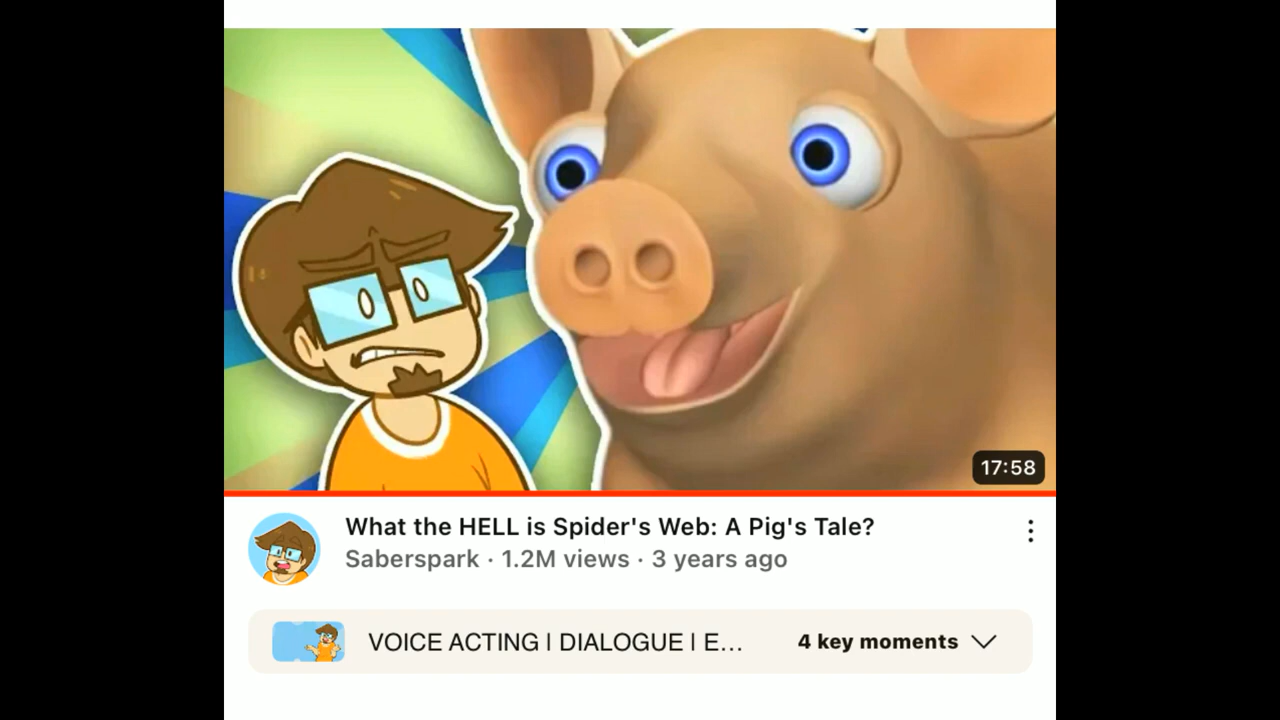 17:58
What the HELL is Spider's Web: A Pig's Tale?
Saberspark · 1.2M views · 3 years ago
VOICE ACTING | DIALOGUE | E... 4 key moments